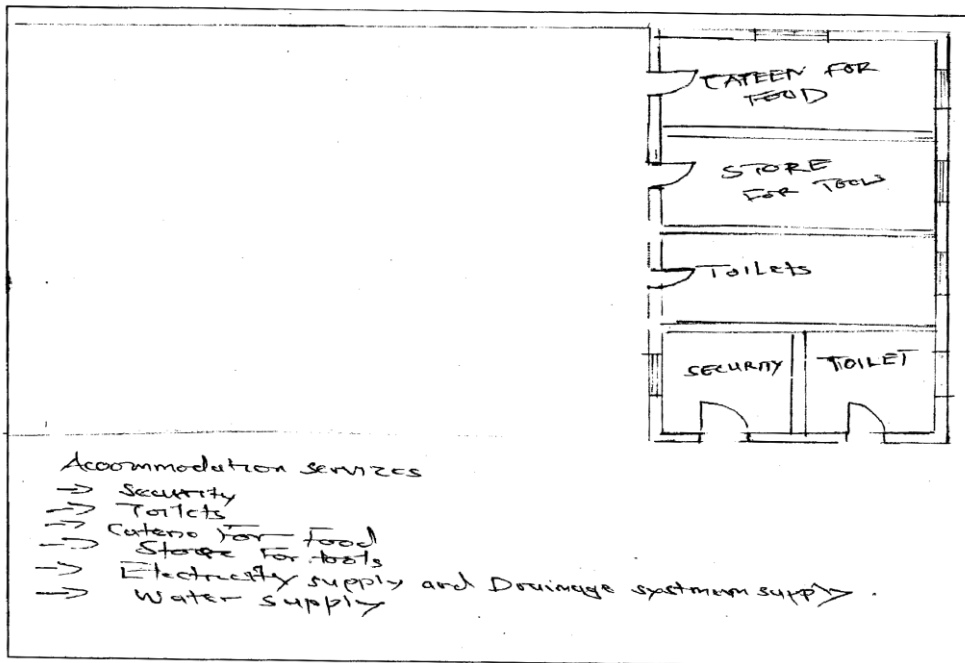 CATEEN FOR
FOOD
STORE
FOR TOOLS
TOILETS
SECURITY
TOILET
Accommodation services
→ Security
→ Toilets
→ Cateno For Food
→ Store For tools
→ Electricity supply and Drainage systmem supply.
→ Water supply